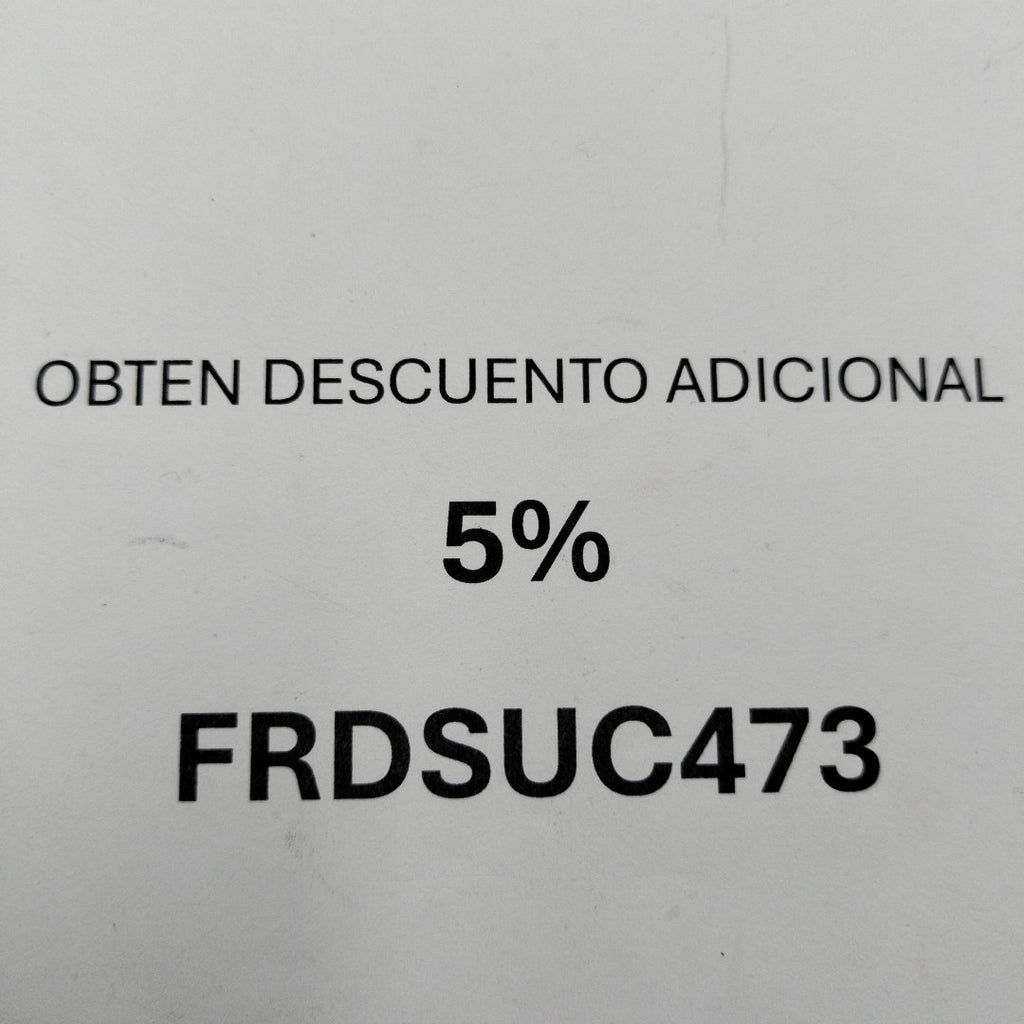 OBTEN DESCUENTO ADICIONAL
5%
FRDSUC473